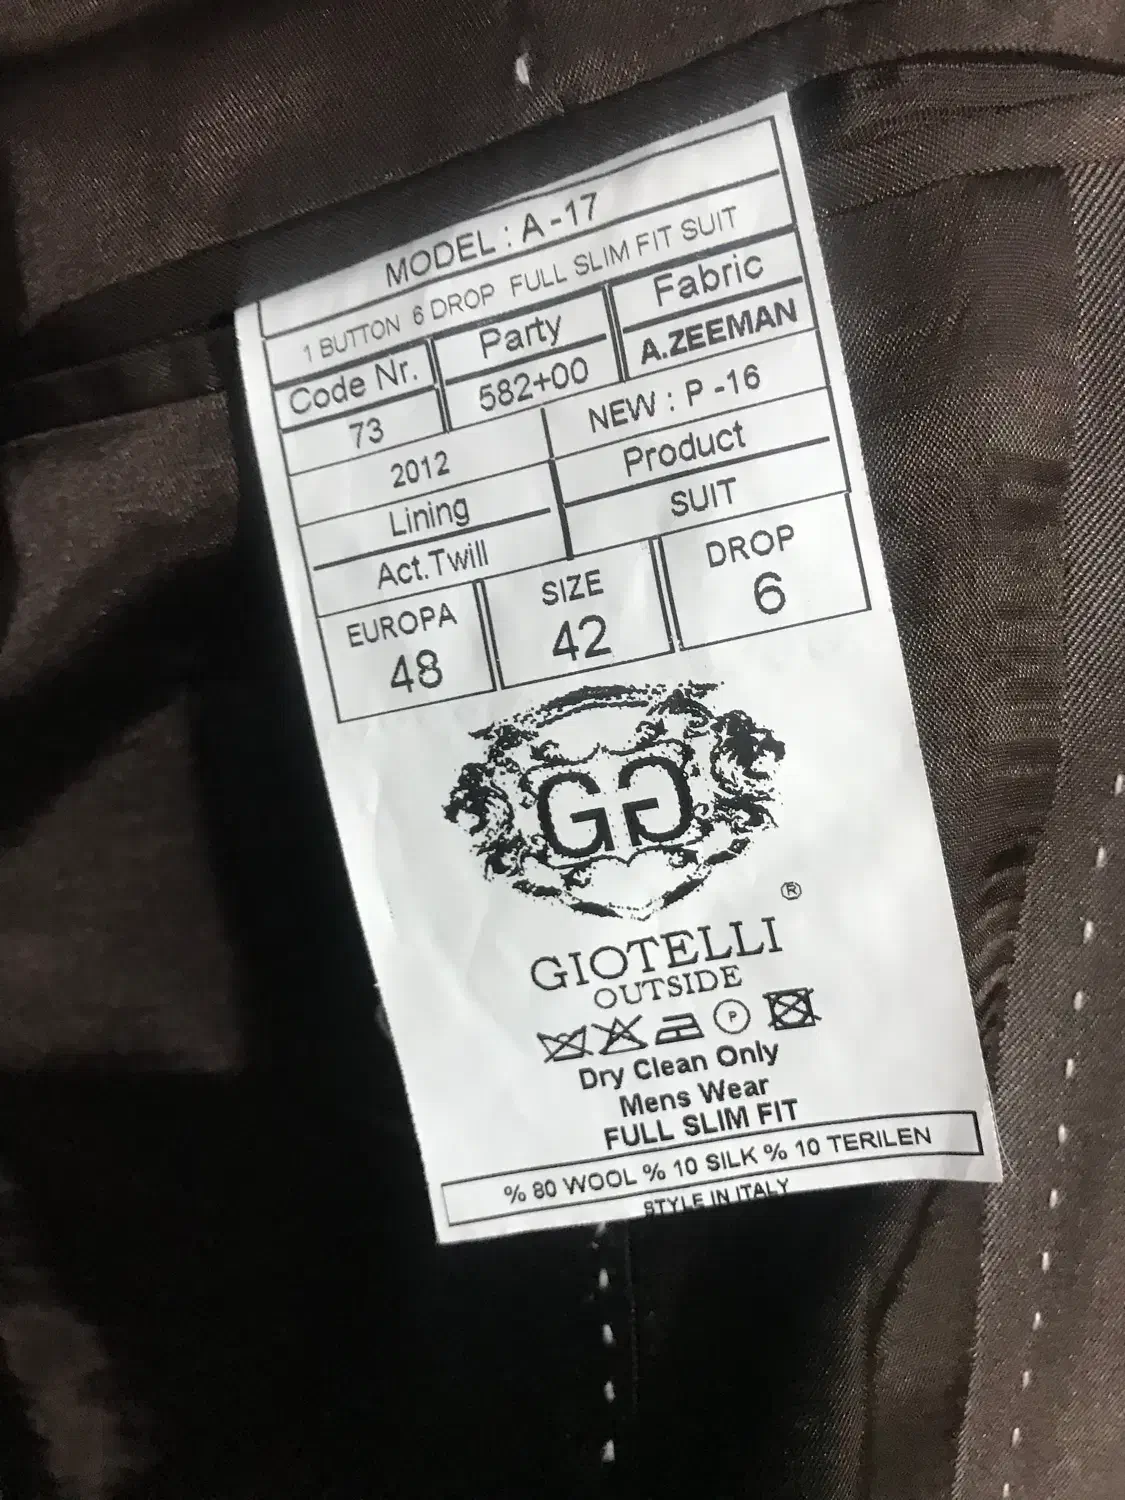 MODEL : A-17
1 BUTTON 6 DROP FULL SLIM FIT SUIT
Code Nr. Party Fabric
73 582+00 A.ZEEMAN
2012 NEW : P -16
Lining Product
Act. Twill SUIT
EUROPA SIZE DROP
48 42 6
GG
®
GIOTELLI
OUTSIDE
P
Dry Clean Only
Mens Wear
FULL SLIM FIT
% 80 WOOL % 10 SILK % 10 TERILEN
STYLE IN ITALY